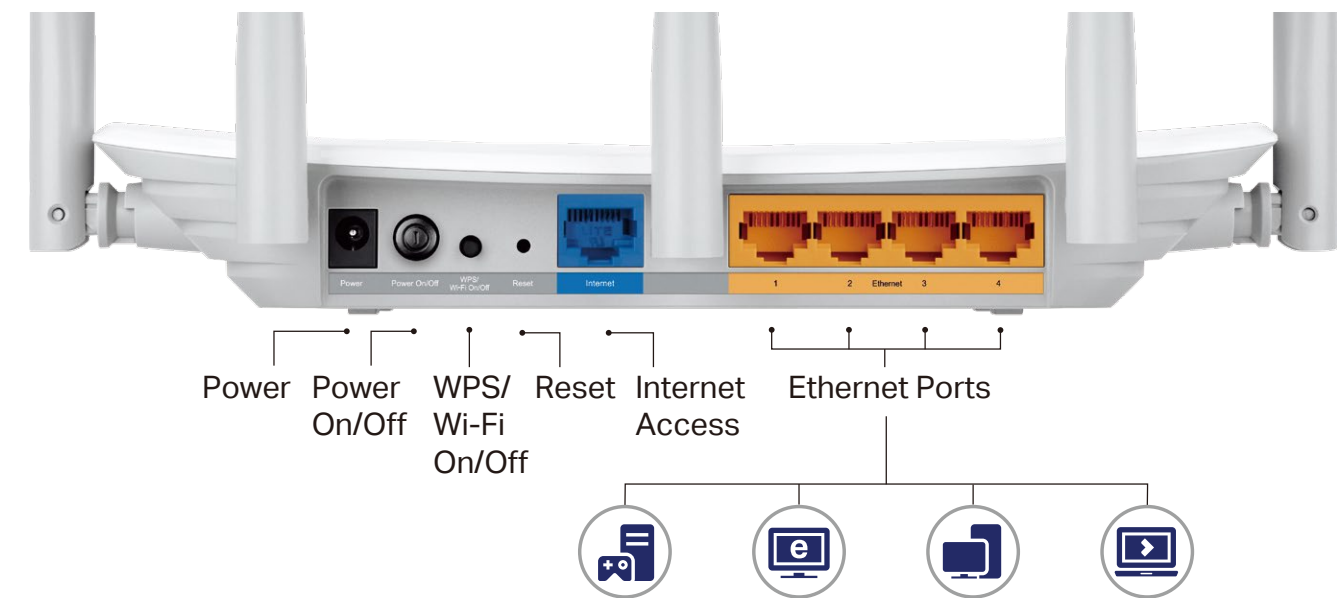 Power
Power On/Off
WPS/
Wi-Fi On/Off
Reset
Internet
1
2
Ethernet
3
4
Power
Power
On/Off
WPS/
Wi-Fi
On/Off
Reset
Internet
Access
Ethernet Ports
e